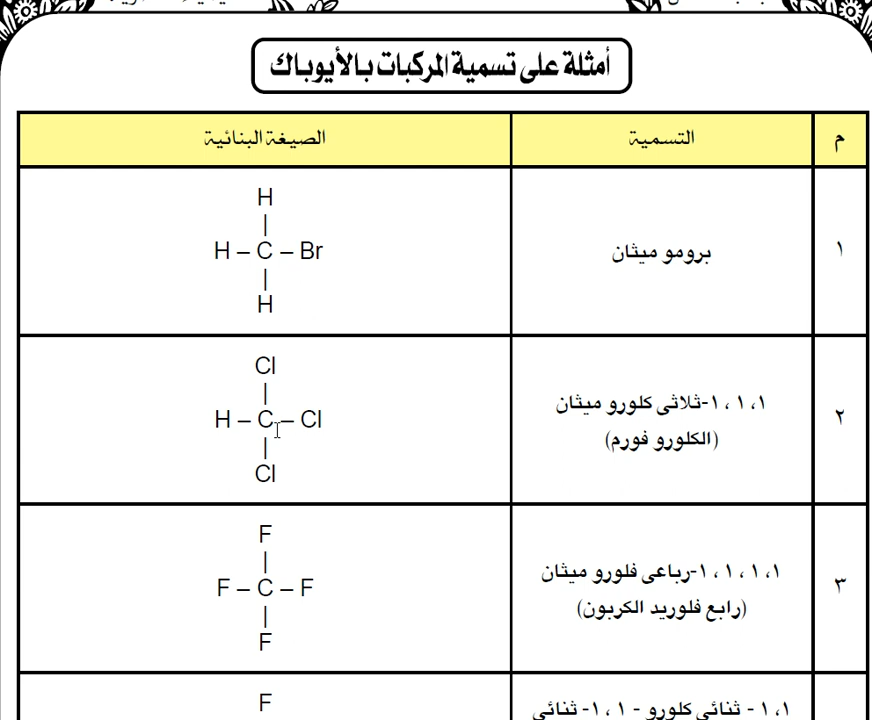 أمثلة على تسمية المركبات بالأيوباك
م
التسمية
الصيغة البنائية
١
برومو ميثان
H
|
H – C – Br
|
H
٢
١، ١ ، ١-ثلاثى كلورو ميثان
(الكلورو فورم)
Cl
|
H – C – Cl
|
Cl
٣
١، ١ ، ١ ، ١-رباعى فلورو ميثان
(رابع فلوريد الكربون)
F
|
F – C – F
|
F
١،١ - ثنائي كلورو - ١ ، ١- ثنائي
F